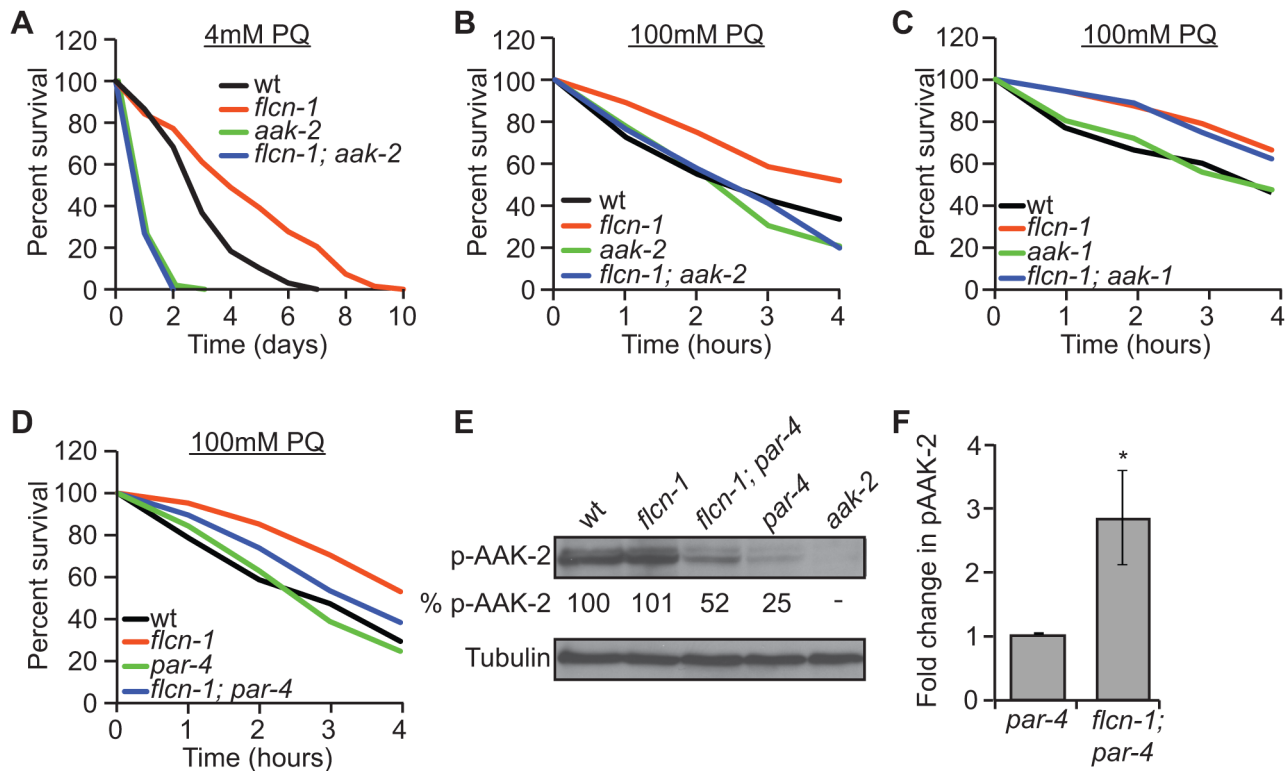 A
4mM PQ
Percent survival
120
100
80
60
40
20
0
wt
flcn-1
aak-2
flcn-1; aak-2
0 2 4 6 8 10
Time (days)
B
100mM PQ
Percent survival
120
100
80
60
40
20
0
wt
flcn-1
aak-2
flcn-1; aak-2
0 1 2 3 4
Time (hours)
C
100mM PQ
Percent survival
120
100
80
60
40
20
0
wt
flcn-1
aak-1
flcn-1; aak-1
0 1 2 3 4
Time (hours)
D
100mM PQ
Percent survival
120
100
80
60
40
20
0
wt
flcn-1
par-4
flcn-1; par-4
0 1 2 3 4
Time (hours)
E
wt flcn-1 flcn-1; par-4 par-4 aak-2
p-AAK-2
% p-AAK-2 100 101 52 25 -
Tubulin
F
Fold change in pAAK-2
4
3
2
1
0
*
par-4
flcn-1;
par-4